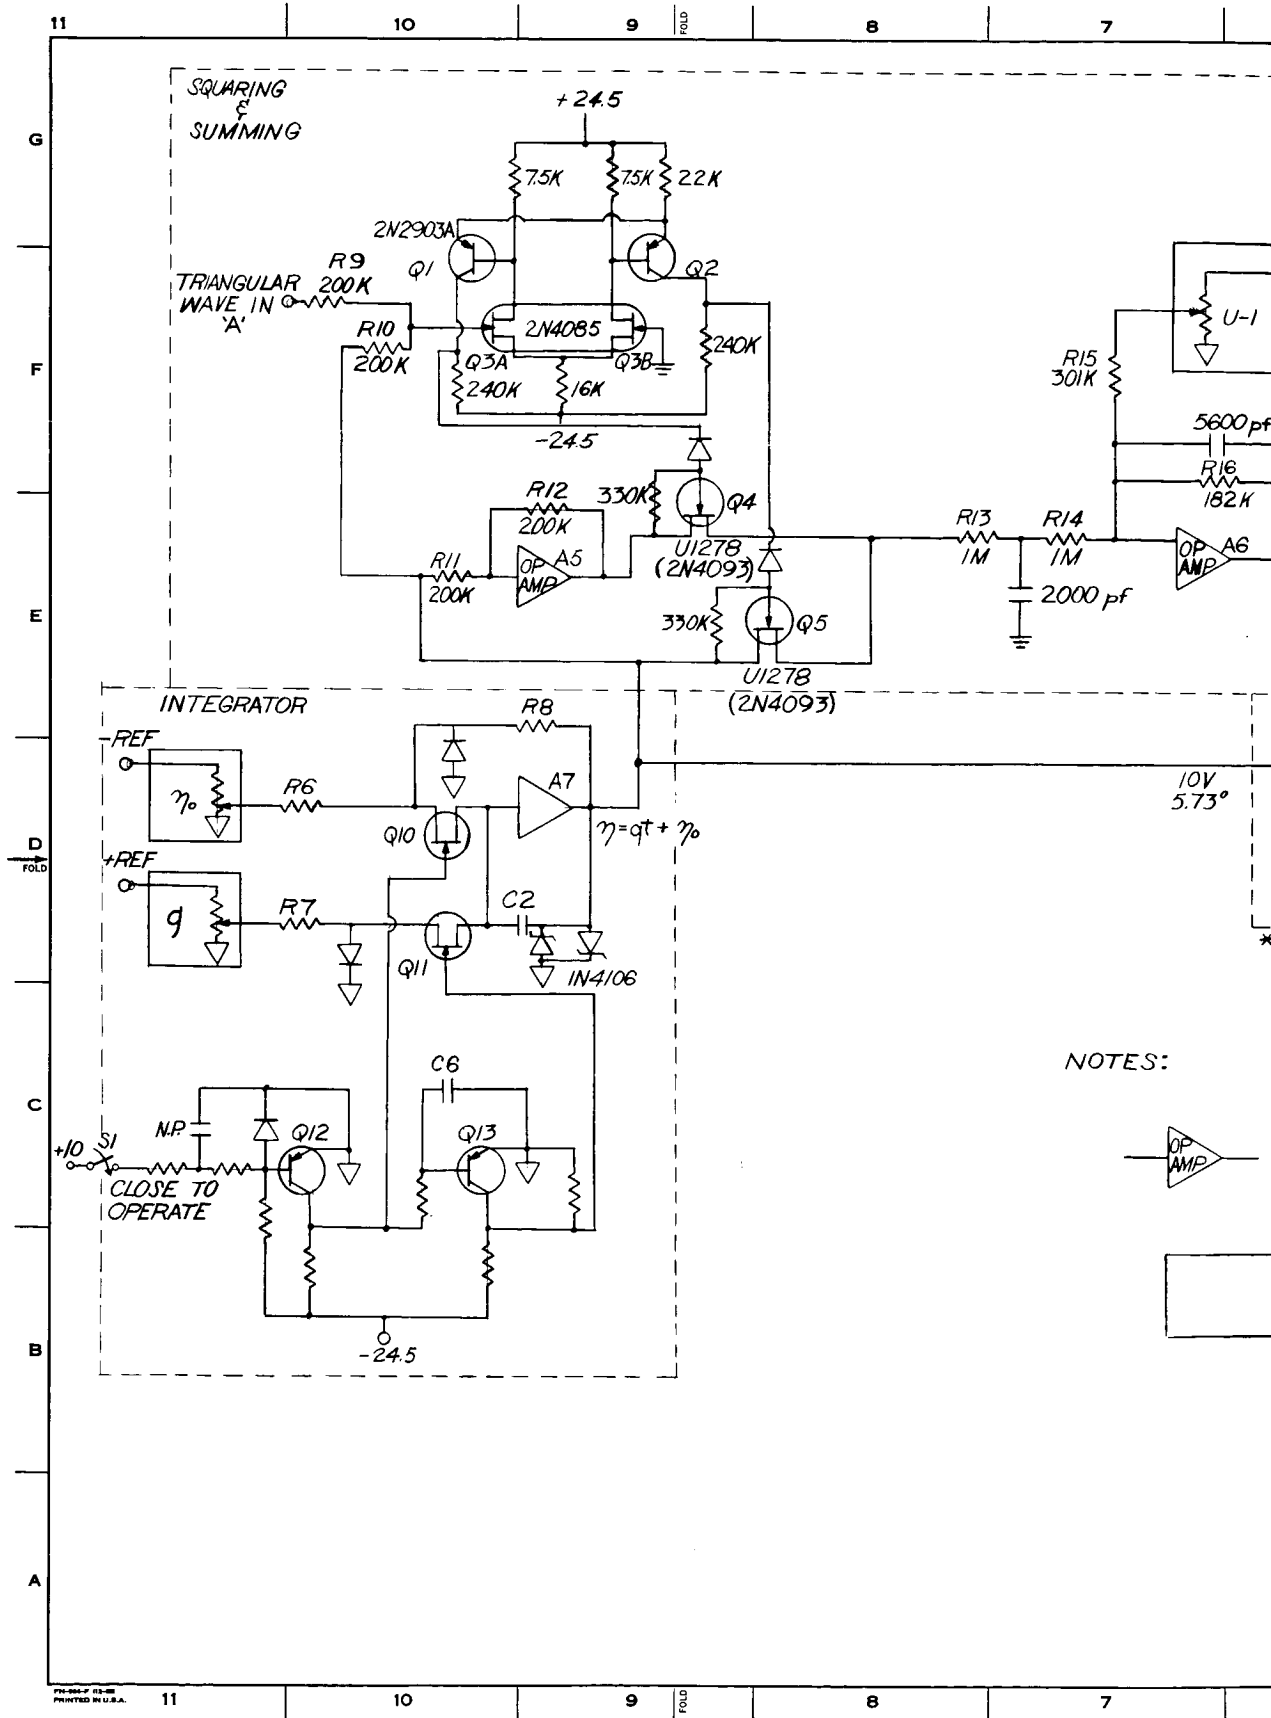 11
10
9
FOLD
8
7
SQUARING
&
SUMMING
+24.5
G
7.5K
7.5K
22K
2N2903A
Q1
Q2
TRIANGULAR
WAVE IN
'A'
R9
200K
R10
200K
2N4085
Q3A
Q3B
240K
240K
16K
-24.5
F
U-1
R15
301K
5600 pf
R16
182K
R12
200K
330K
Q4
U1278
(2N4093)
R11
200K
OP
AMP
A5
R13
1M
R14
1M
OP
AMP
A6
2000 pf
E
330K
Q5
U1278
(2N4093)
INTEGRATOR
R8
-REF
ηo
R6
A7
Q10
η=qt + ηo
10V
5.73°
D
FOLD
+REF
q
R7
C2
Q11
1N4106
*
NOTES:
C6
C
N.P.
Q12
Q13
+10
S1
CLOSE TO
OPERATE
OP
AMP
B
-24.5
A
PRINTED IN U.S.A.
11
10
9
FOLD
8
7